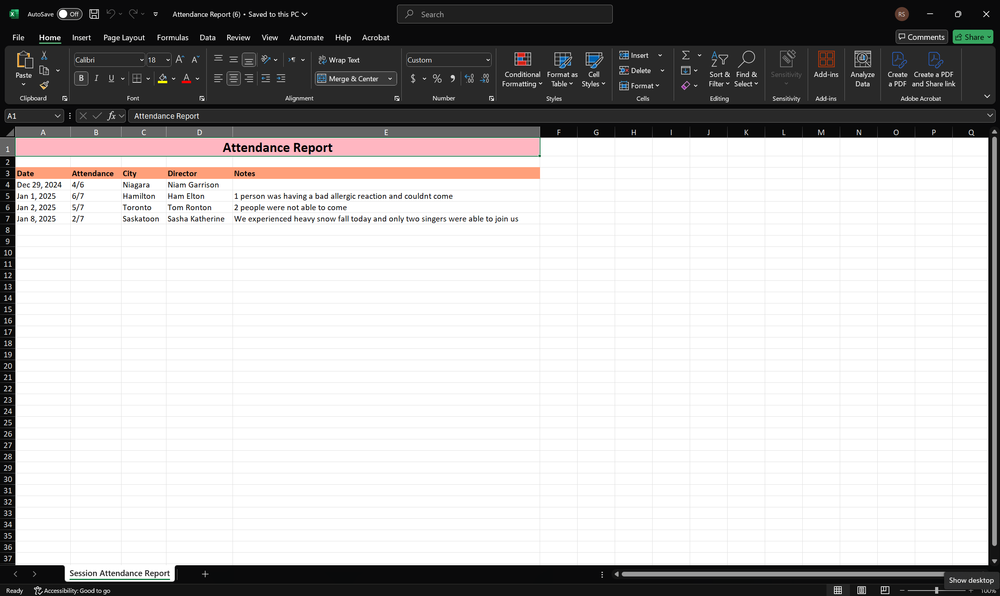 AutoSave Off Attendance Report (6) • Saved to this PC Search RS
File Home Insert Page Layout Formulas Data Review View Automate Help Acrobat Comments Share
Paste
Clipboard
Calibri 18
B I U
Font
Wrap Text
Merge & Center
Alignment
Custom
$ % , .00 .00
Number
Conditional Formatting
Format as Table
Cell Styles
Styles
Insert
Delete
Format
Cells
Sort & Filter
Find & Select
Editing
Sensitivity
Sensitivity
Add-ins
Add-ins
Analyze Data
Create a PDF
Create a PDF and Share link
Adobe Acrobat
A1 fx Attendance Report
A B C D E F G H I J K L M N O P Q
1 Attendance Report
2
3 Date Attendance City Director Notes
4 Dec 29, 2024 4/6 Niagara Niam Garrison
5 Jan 1, 2025 6/7 Hamilton Ham Elton 1 person was having a bad allergic reaction and couldnt come
6 Jan 2, 2025 5/7 Toronto Tom Ronton 2 people were not able to come
7 Jan 8, 2025 2/7 Saskatoon Sasha Katherine We experienced heavy snow fall today and only two singers were able to join us
8
9
10
11
12
13
14
15
16
17
18
19
20
21
22
23
24
25
26
27
28
29
30
31
32
33
34
35
36
37
Session Attendance Report
Show desktop
Ready Accessibility: Good to go 100%